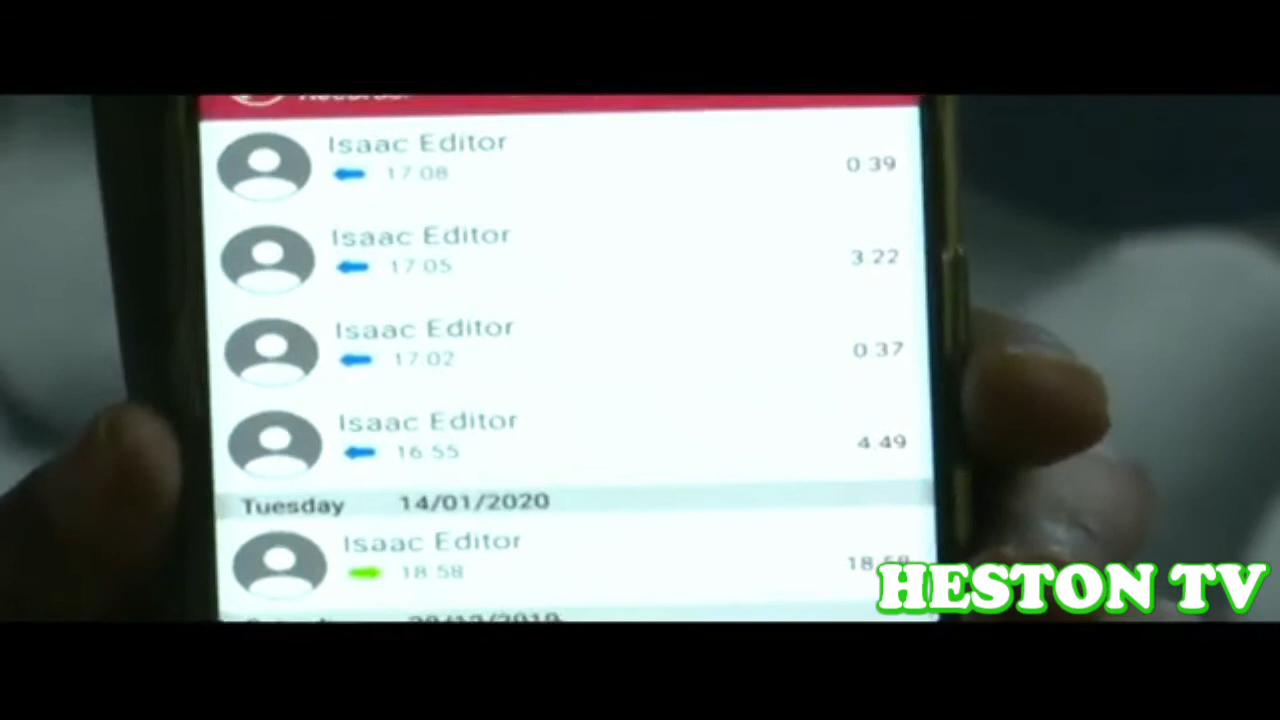 Isaac Editor
17:08
0:39
Isaac Editor
17:05
3:22
Isaac Editor
17:02
0:37
Isaac Editor
16:55
4:49
Tuesday 14/01/2020
Isaac Editor
18:58
HESTON TV